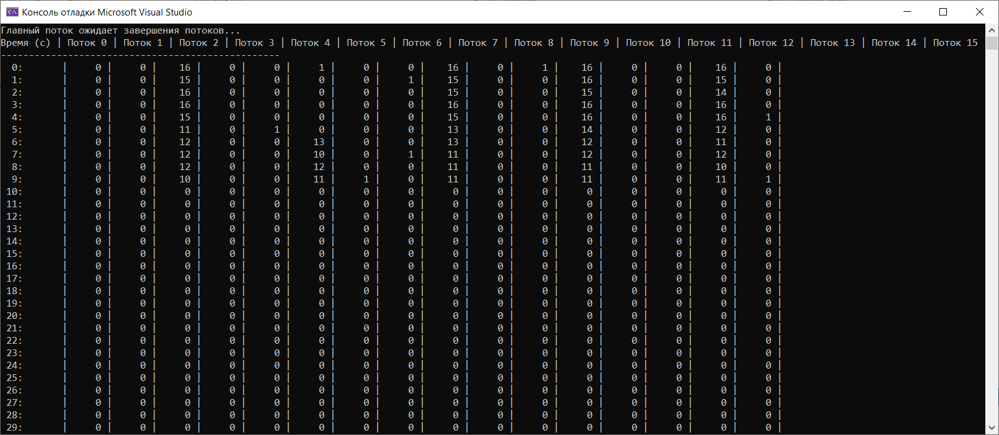 Консоль отладки Microsoft Visual Studio
Главный поток ожидает завершения потоков...
Время (с) | Поток 0 | Поток 1 | Поток 2 | Поток 3 | Поток 4 | Поток 5 | Поток 6 | Поток 7 | Поток 8 | Поток 9 | Поток 10 | Поток 11 | Поток 12 | Поток 13 | Поток 14 | Поток 15
--------------------------------------------------
0: | 0 | 0 | 16 | 0 | 0 | 1 | 0 | 0 | 16 | 0 | 1 | 16 | 0 | 0 | 16 | 0 |
1: | 0 | 0 | 15 | 0 | 0 | 0 | 0 | 1 | 15 | 0 | 0 | 16 | 0 | 0 | 15 | 0 |
2: | 0 | 0 | 16 | 0 | 0 | 0 | 0 | 0 | 15 | 0 | 0 | 15 | 0 | 0 | 14 | 0 |
3: | 0 | 0 | 16 | 0 | 0 | 0 | 0 | 0 | 16 | 0 | 0 | 16 | 0 | 0 | 16 | 0 |
4: | 0 | 0 | 15 | 0 | 0 | 0 | 0 | 0 | 15 | 0 | 0 | 16 | 0 | 0 | 16 | 1 |
5: | 0 | 0 | 11 | 0 | 1 | 0 | 0 | 0 | 13 | 0 | 0 | 14 | 0 | 0 | 12 | 0 |
6: | 0 | 0 | 12 | 0 | 0 | 13 | 0 | 0 | 13 | 0 | 0 | 12 | 0 | 0 | 11 | 0 |
7: | 0 | 0 | 12 | 0 | 0 | 10 | 0 | 1 | 11 | 0 | 0 | 12 | 0 | 0 | 12 | 0 |
8: | 0 | 0 | 12 | 0 | 0 | 12 | 0 | 0 | 11 | 0 | 0 | 11 | 0 | 0 | 10 | 0 |
9: | 0 | 0 | 10 | 0 | 0 | 11 | 1 | 0 | 11 | 0 | 0 | 11 | 0 | 0 | 11 | 1 |
10: | 0 | 0 | 0 | 0 | 0 | 0 | 0 | 0 | 0 | 0 | 0 | 0 | 0 | 0 | 0 | 0 |
11: | 0 | 0 | 0 | 0 | 0 | 0 | 0 | 0 | 0 | 0 | 0 | 0 | 0 | 0 | 0 | 0 |
12: | 0 | 0 | 0 | 0 | 0 | 0 | 0 | 0 | 0 | 0 | 0 | 0 | 0 | 0 | 0 | 0 |
13: | 0 | 0 | 0 | 0 | 0 | 0 | 0 | 0 | 0 | 0 | 0 | 0 | 0 | 0 | 0 | 0 |
14: | 0 | 0 | 0 | 0 | 0 | 0 | 0 | 0 | 0 | 0 | 0 | 0 | 0 | 0 | 0 | 0 |
15: | 0 | 0 | 0 | 0 | 0 | 0 | 0 | 0 | 0 | 0 | 0 | 0 | 0 | 0 | 0 | 0 |
16: | 0 | 0 | 0 | 0 | 0 | 0 | 0 | 0 | 0 | 0 | 0 | 0 | 0 | 0 | 0 | 0 |
17: | 0 | 0 | 0 | 0 | 0 | 0 | 0 | 0 | 0 | 0 | 0 | 0 | 0 | 0 | 0 | 0 |
18: | 0 | 0 | 0 | 0 | 0 | 0 | 0 | 0 | 0 | 0 | 0 | 0 | 0 | 0 | 0 | 0 |
19: | 0 | 0 | 0 | 0 | 0 | 0 | 0 | 0 | 0 | 0 | 0 | 0 | 0 | 0 | 0 | 0 |
20: | 0 | 0 | 0 | 0 | 0 | 0 | 0 | 0 | 0 | 0 | 0 | 0 | 0 | 0 | 0 | 0 |
21: | 0 | 0 | 0 | 0 | 0 | 0 | 0 | 0 | 0 | 0 | 0 | 0 | 0 | 0 | 0 | 0 |
22: | 0 | 0 | 0 | 0 | 0 | 0 | 0 | 0 | 0 | 0 | 0 | 0 | 0 | 0 | 0 | 0 |
23: | 0 | 0 | 0 | 0 | 0 | 0 | 0 | 0 | 0 | 0 | 0 | 0 | 0 | 0 | 0 | 0 |
24: | 0 | 0 | 0 | 0 | 0 | 0 | 0 | 0 | 0 | 0 | 0 | 0 | 0 | 0 | 0 | 0 |
25: | 0 | 0 | 0 | 0 | 0 | 0 | 0 | 0 | 0 | 0 | 0 | 0 | 0 | 0 | 0 | 0 |
26: | 0 | 0 | 0 | 0 | 0 | 0 | 0 | 0 | 0 | 0 | 0 | 0 | 0 | 0 | 0 | 0 |
27: | 0 | 0 | 0 | 0 | 0 | 0 | 0 | 0 | 0 | 0 | 0 | 0 | 0 | 0 | 0 | 0 |
28: | 0 | 0 | 0 | 0 | 0 | 0 | 0 | 0 | 0 | 0 | 0 | 0 | 0 | 0 | 0 | 0 |
29: | 0 | 0 | 0 | 0 | 0 | 0 | 0 | 0 | 0 | 0 | 0 | 0 | 0 | 0 | 0 | 0 |